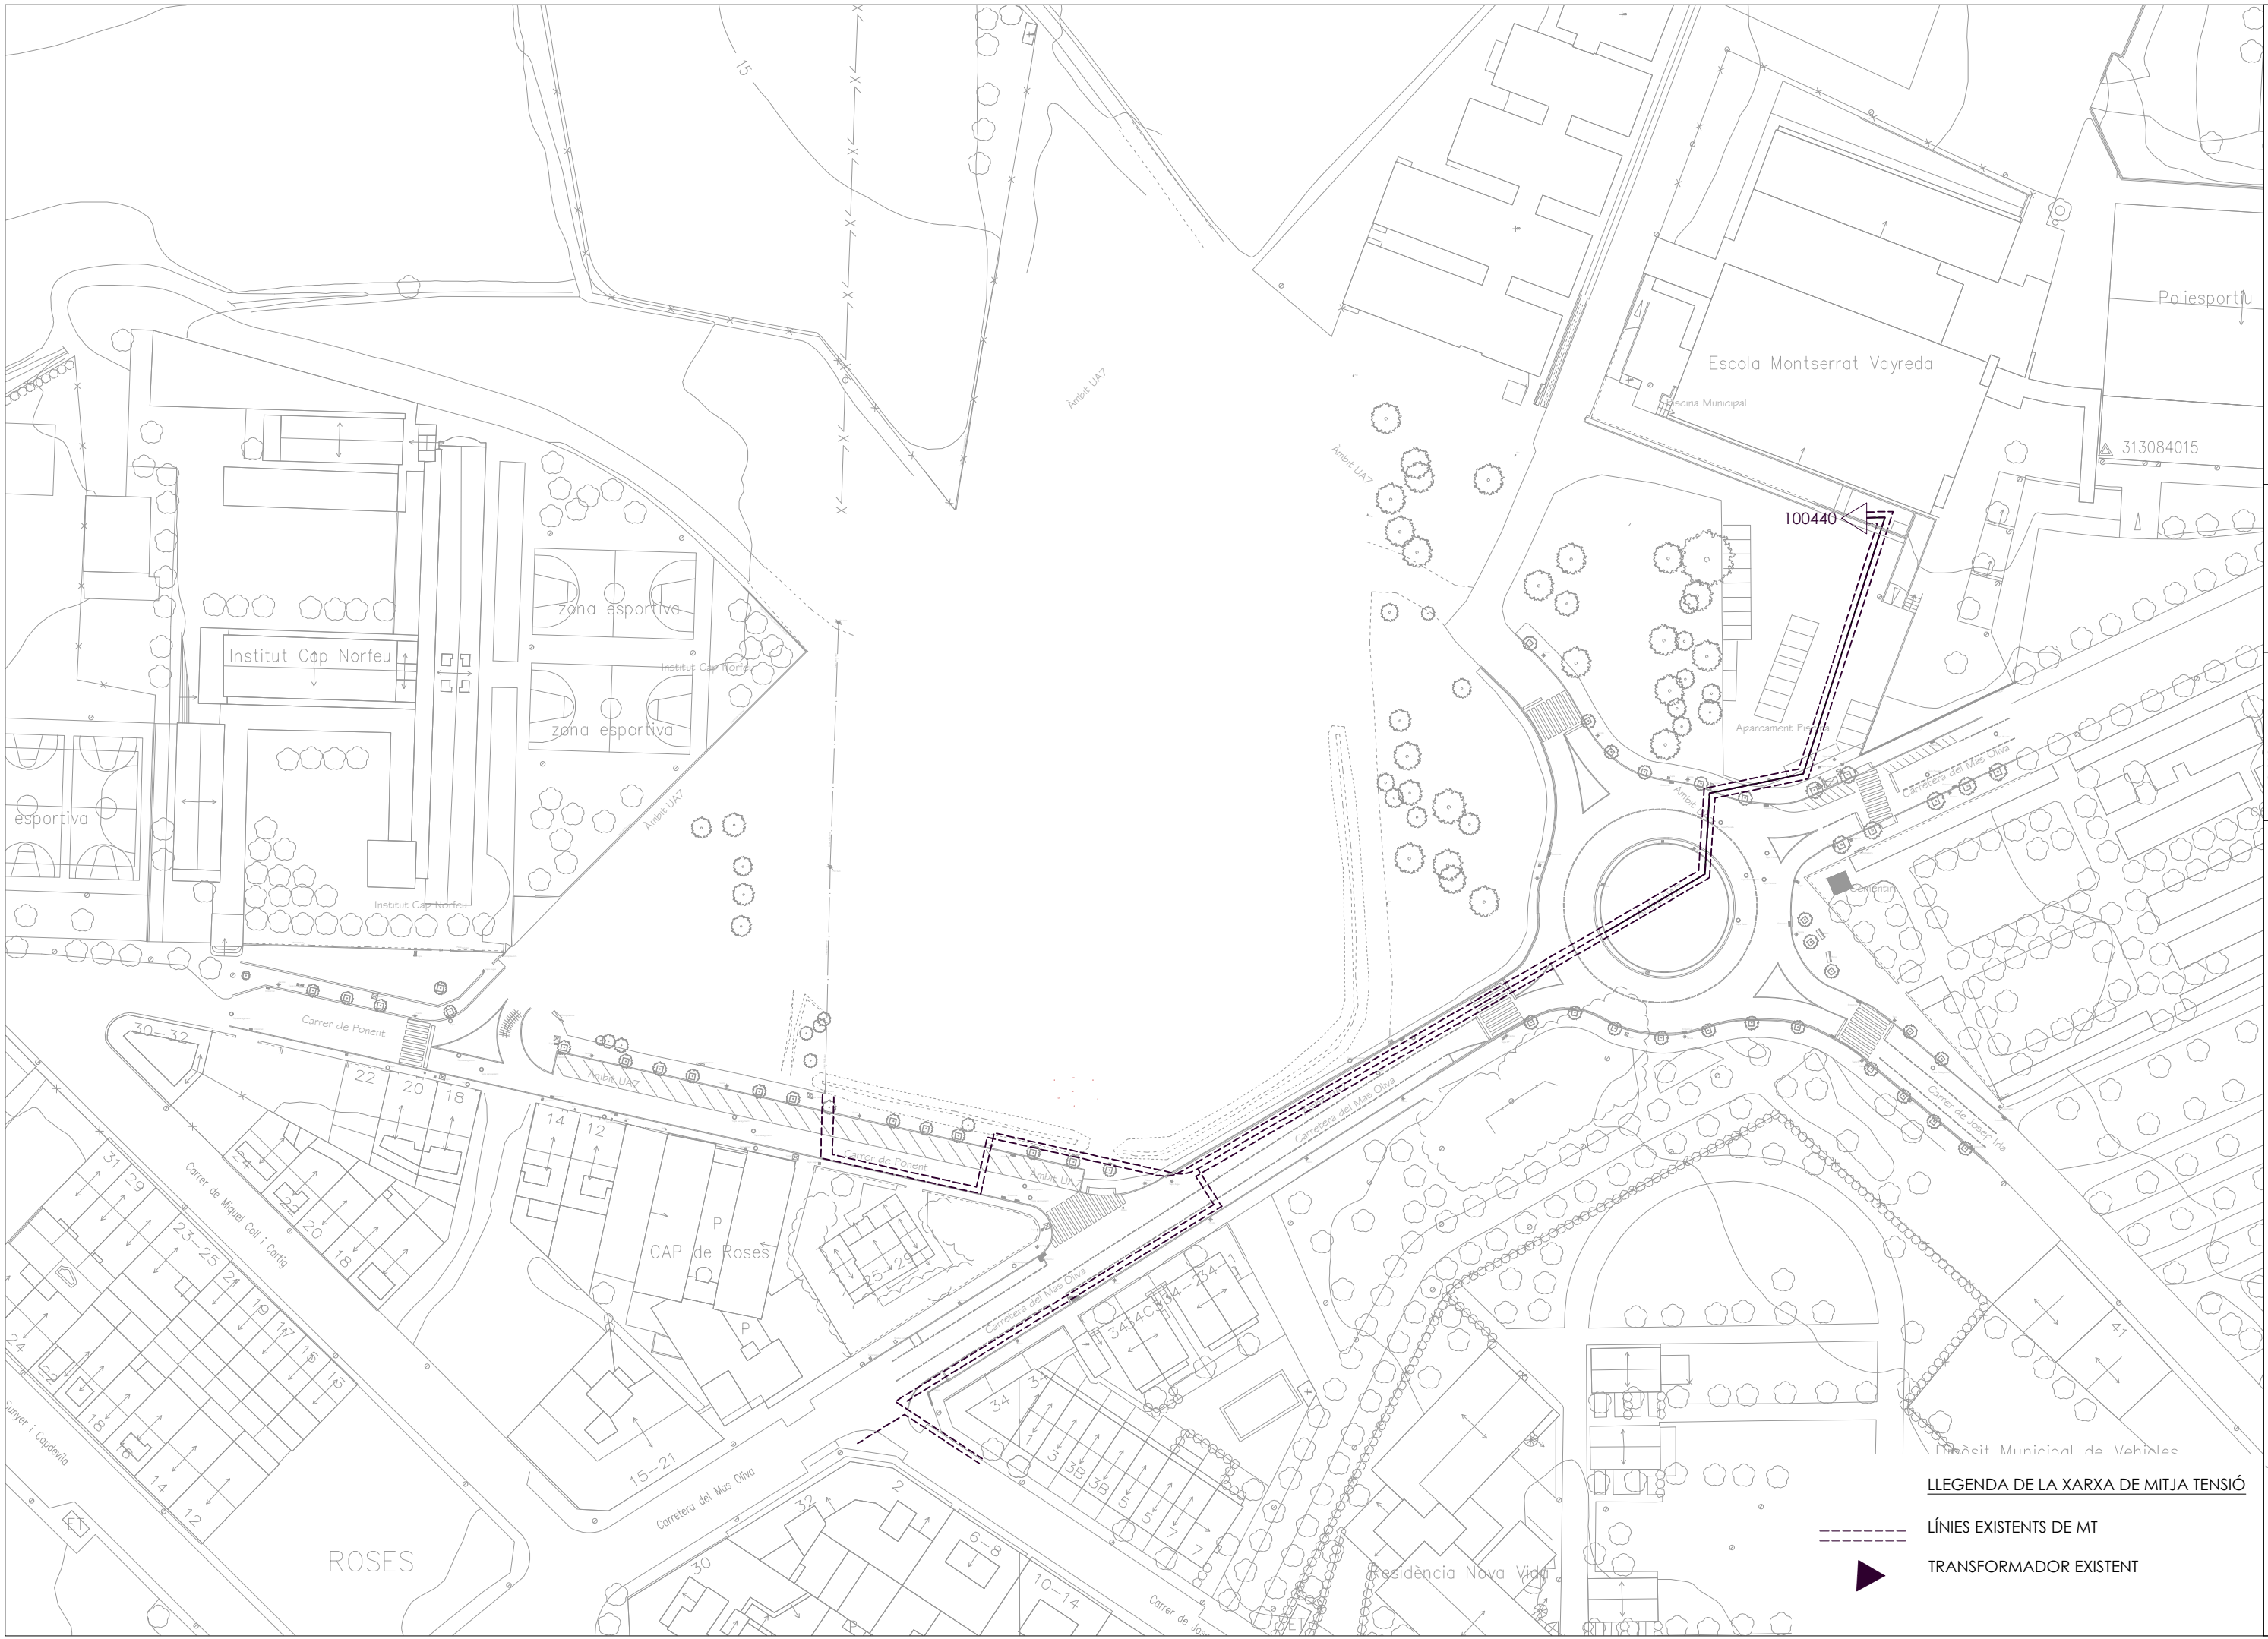 15
Àmbit UA7
Poliesportiu
Escola Montserrat Vayreda
Piscina Municipal
Àmbit UA7
313084015
100440
zona esportiva
Institut Cap Norfeu
Institut Cap Norfeu
zona esportiva
Aparcament Piscina
Carretera del Mas Oliva
Àmbit UA7
esportiva
Institut Cap Norfeu
Carrer de Ponent
30-32
22
20
18
Àmbit UA7
14
12
Carretera del Mas Oliva
Carrer de Josep Irla
Carrer de Ponent
Àmbit UA7
24
22
20
18
Carrer de Miquel Coll i Cortig
31
29
23-25
21
19
17
15
13
P
CAP de Roses
25-29
P
Carretera del Mas Oliva
34
34
1
3
3B
3B
5
5
7
7
41
24
22
18
16
14
12
Sunyer i Capdevila
15-21
Carretera del Mas Oliva
32
2
6-8
10-14
30
P
ET
ROSES
Residència Nova Vida
ET
Dipòsit Municipal de Vehicles
LLEGENDA DE LA XARXA DE MITJA TENSIÓ
LÍNIES EXISTENTS DE MT
TRANSFORMADOR EXISTENT